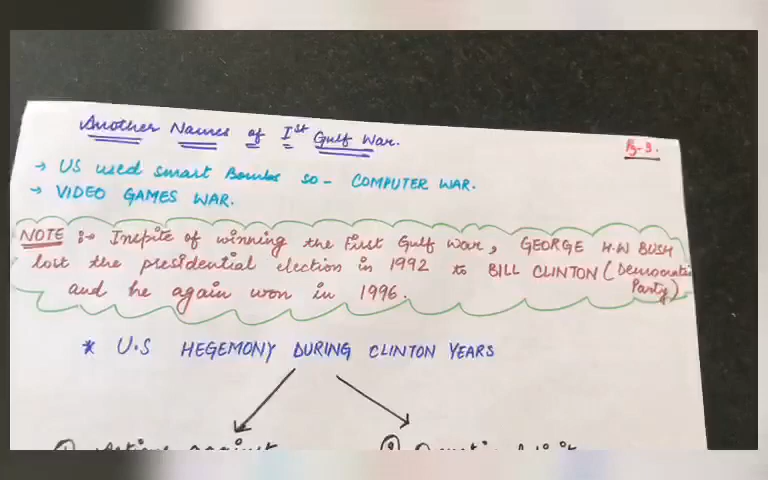 Another Names of Ist Gulf War.
Pg-3.
→ US used smart Bombs so - COMPUTER WAR.
→ VIDEO GAMES WAR.
NOTE :- Inspite of winning the First Gulf War, GEORGE H.W BUSH
lost the presidential election in 1992 to BILL CLINTON (Democratic
Party)
and he again won in 1996.
* U.S HEGEMONY DURING CLINTON YEARS